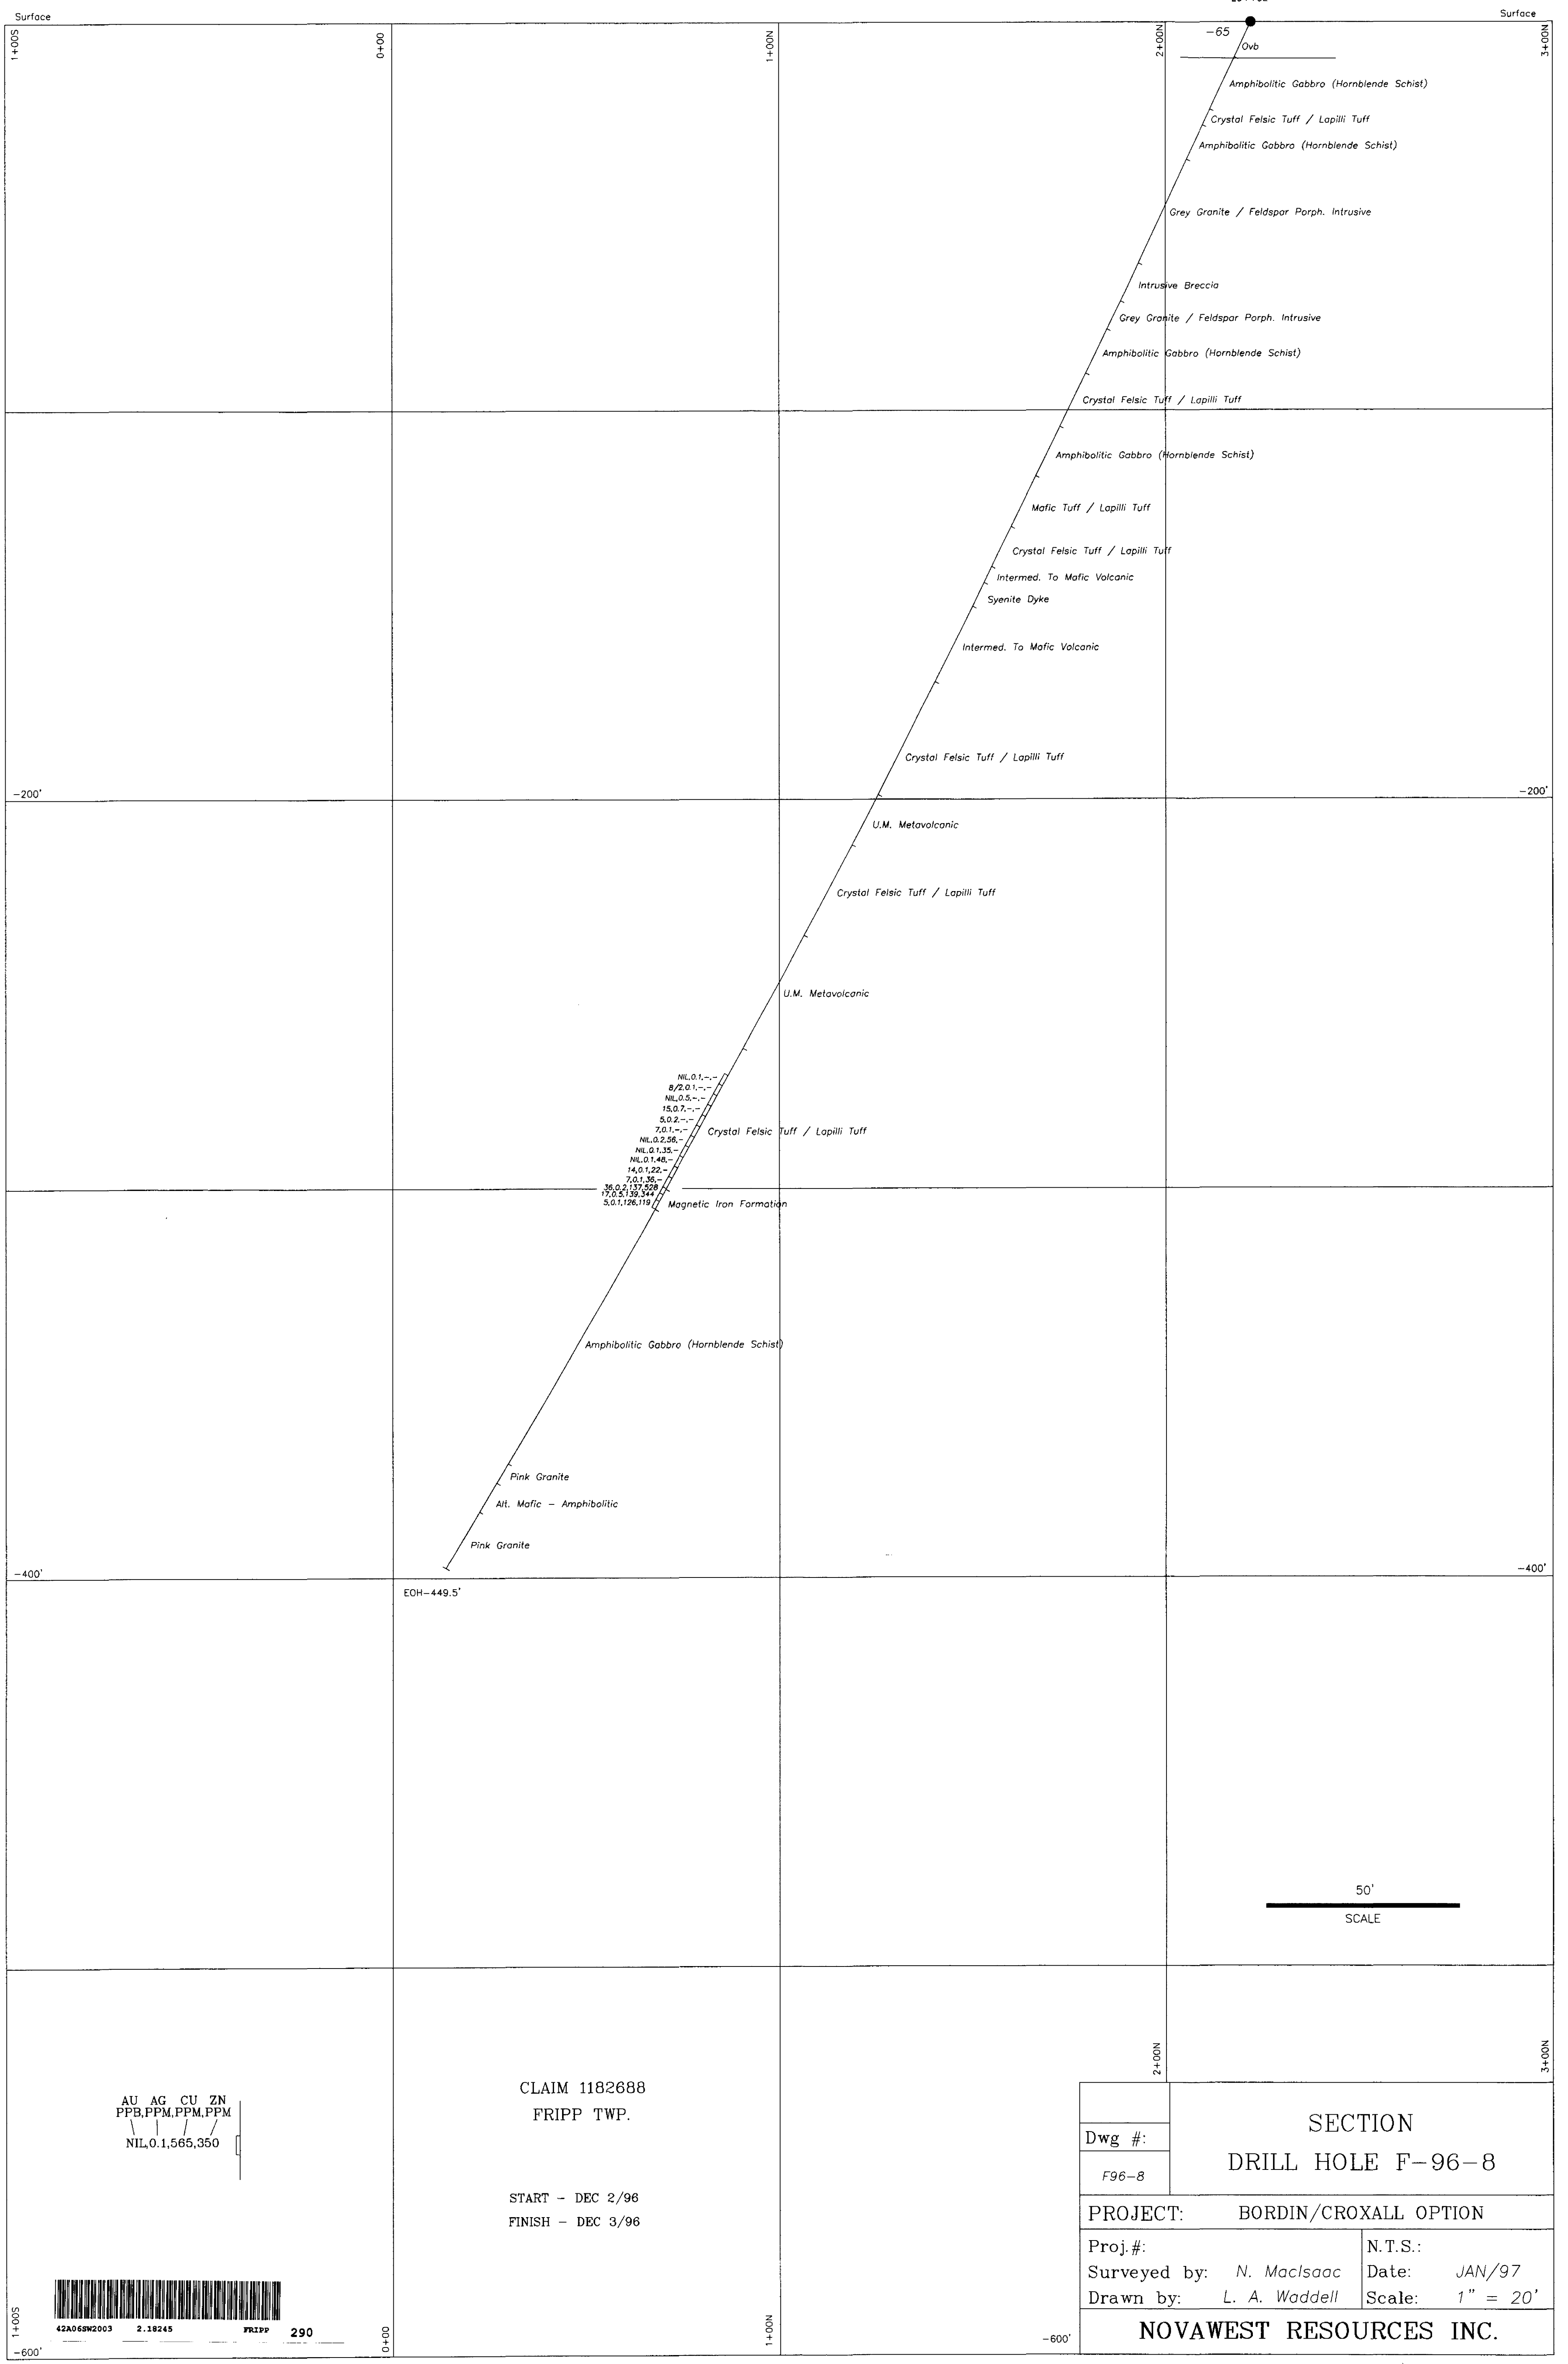 Surface
Surface
1+00S
0+00
1+00N
2+00N
3+00N
-65
Ovb
Amphibolitic Gabbro (Hornblende Schist)
Crystal Felsic Tuff / Lapilli Tuff
Amphibolitic Gabbro (Hornblende Schist)
Grey Granite / Feldspar Porph. Intrusive
Intrusive Breccia
Grey Granite / Feldspar Porph. Intrusive
Amphibolitic Gabbro (Hornblende Schist)
Crystal Felsic Tuff / Lapilli Tuff
Amphibolitic Gabbro (Hornblende Schist)
Mafic Tuff / Lapilli Tuff
Crystal Felsic Tuff / Lapilli Tuff
Intermed. To Mafic Volcanic
Syenite Dyke
Intermed. To Mafic Volcanic
Crystal Felsic Tuff / Lapilli Tuff
-200'
-200'
U.M. Metavolcanic
Crystal Felsic Tuff / Lapilli Tuff
U.M. Metavolcanic
NIL,0.1,-,-
8/2,0.1,-,-
NIL,0.5,-,-
15,0.7,-,-
5,0.2,-,-
7,0.1,-,-
Crystal Felsic Tuff / Lapilli Tuff
NIL,0.2,56,-
NIL,0.1,35,-
NIL,0.1,48,-
14,0.1,22,-
7,0.1,36,-
36,0.2,137,528
17,0.5,139,344
5,0.1,126,119
Magnetic Iron Formation
Amphibolitic Gabbro (Hornblende Schist)
Pink Granite
Alt. Mafic - Amphibolitic
Pink Granite
-400'
-400'
EOH-449.5'
50'
SCALE
2+00N
3+00N
AU AG CU ZN
PPB,PPM,PPM,PPM
NIL,0.1,565,350
CLAIM 1182688
FRIPP TWP.
START - DEC 2/96
FINISH - DEC 3/96
SECTION
DRILL HOLE F-96-8
Dwg #:
F96-8
PROJECT: BORDIN/CROXALL OPTION
Proj.#:
N.T.S.:
Surveyed by: N. MacIsaac
Date: JAN/97
Drawn by: L. A. Waddell
Scale: 1" = 20'
NOVAWEST RESOURCES INC.
42A06SW2003 2.18245 FRIPP 290
1+00S
0+00
1+00N
-600'
-600'